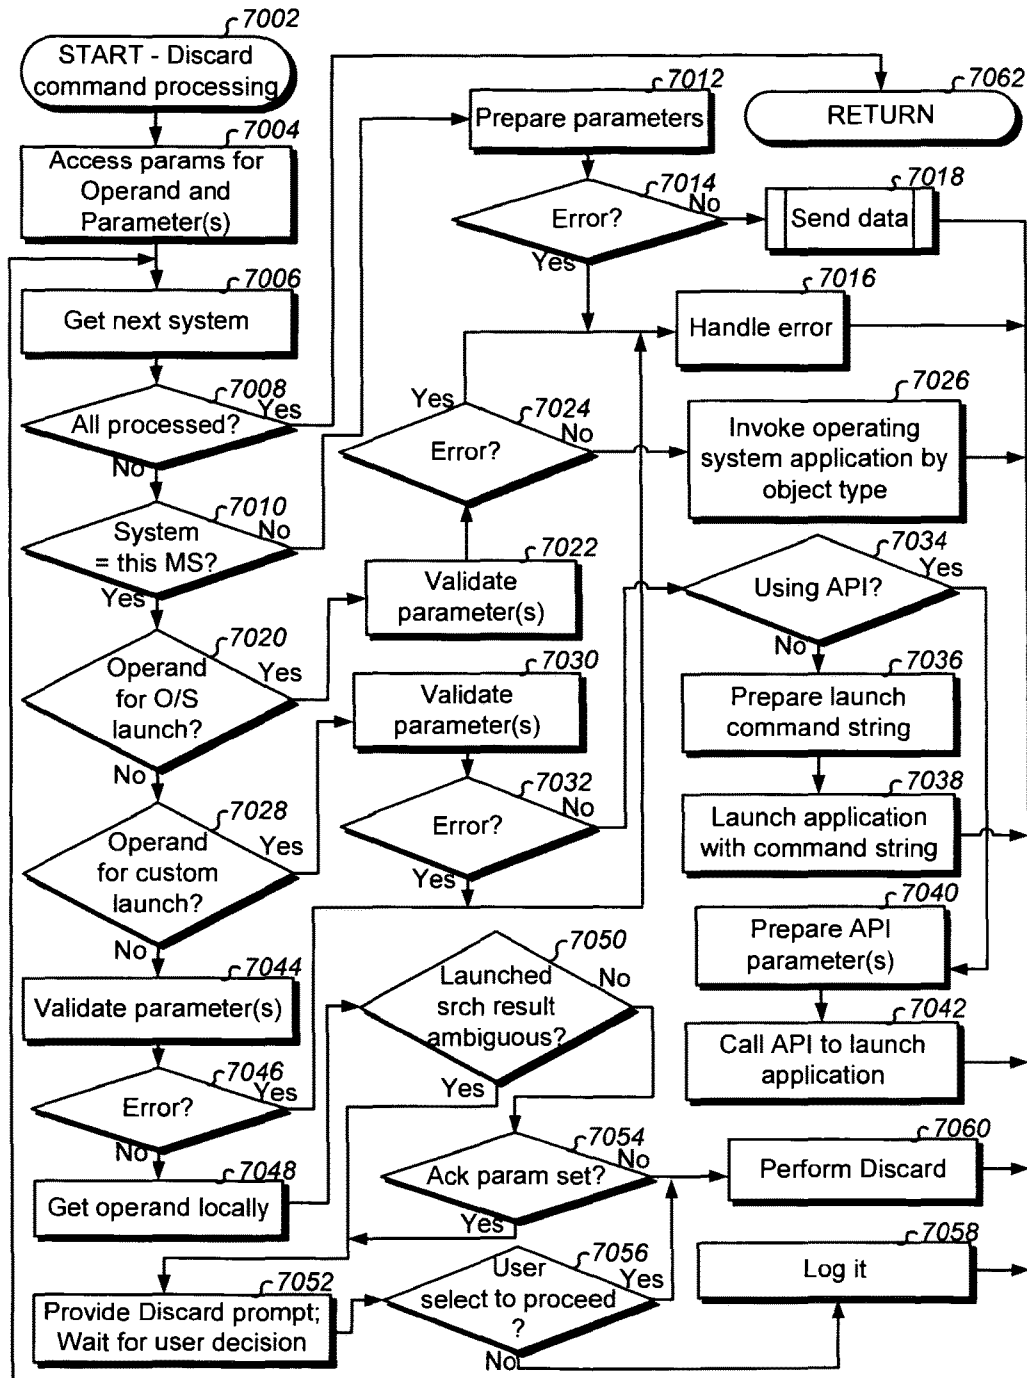 7002
START - Discard
command processing
7004
Access params for
Operand and
Parameter(s)
7006
Get next system
7008
All processed?
Yes
No
7010
System
= this MS?
No
Yes
7020
Operand
for O/S
launch?
Yes
No
7028
Operand
for custom
launch?
Yes
No
7044
Validate parameter(s)
7046
Error?
Yes
No
7048
Get operand locally
7052
Provide Discard prompt;
Wait for user decision
7012
Prepare parameters
7014
Error?
No
Yes
7024
Yes
Error?
No
7022
Validate
parameter(s)
7030
Validate
parameter(s)
7032
Error?
No
Yes
7050
Launched
srch result
ambiguous?
No
Yes
7054
Ack param set?
No
Yes
7056
User
select to proceed
?
Yes
No
7062
RETURN
7018
Send data
7016
Handle error
7026
Invoke operating
system application by
object type
7034
Using API?
Yes
No
7036
Prepare launch
command string
7038
Launch application
with command string
7040
Prepare API
parameter(s)
7042
Call API to launch
application
7060
Perform Discard
7058
Log it